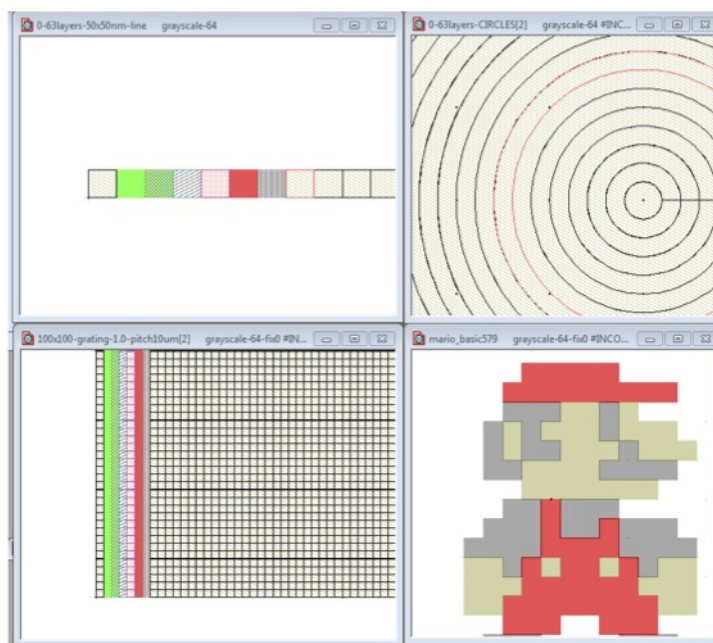 0-63layers-50x50nm-line grayscale-64
0-63layers-CIRCLES[2] grayscale-64 #INC...
100x100-grating-1.0-pitch10um[2] grayscale-64-fix0 #IN...
mario_basic579 grayscale-64-fix0 #INCO...